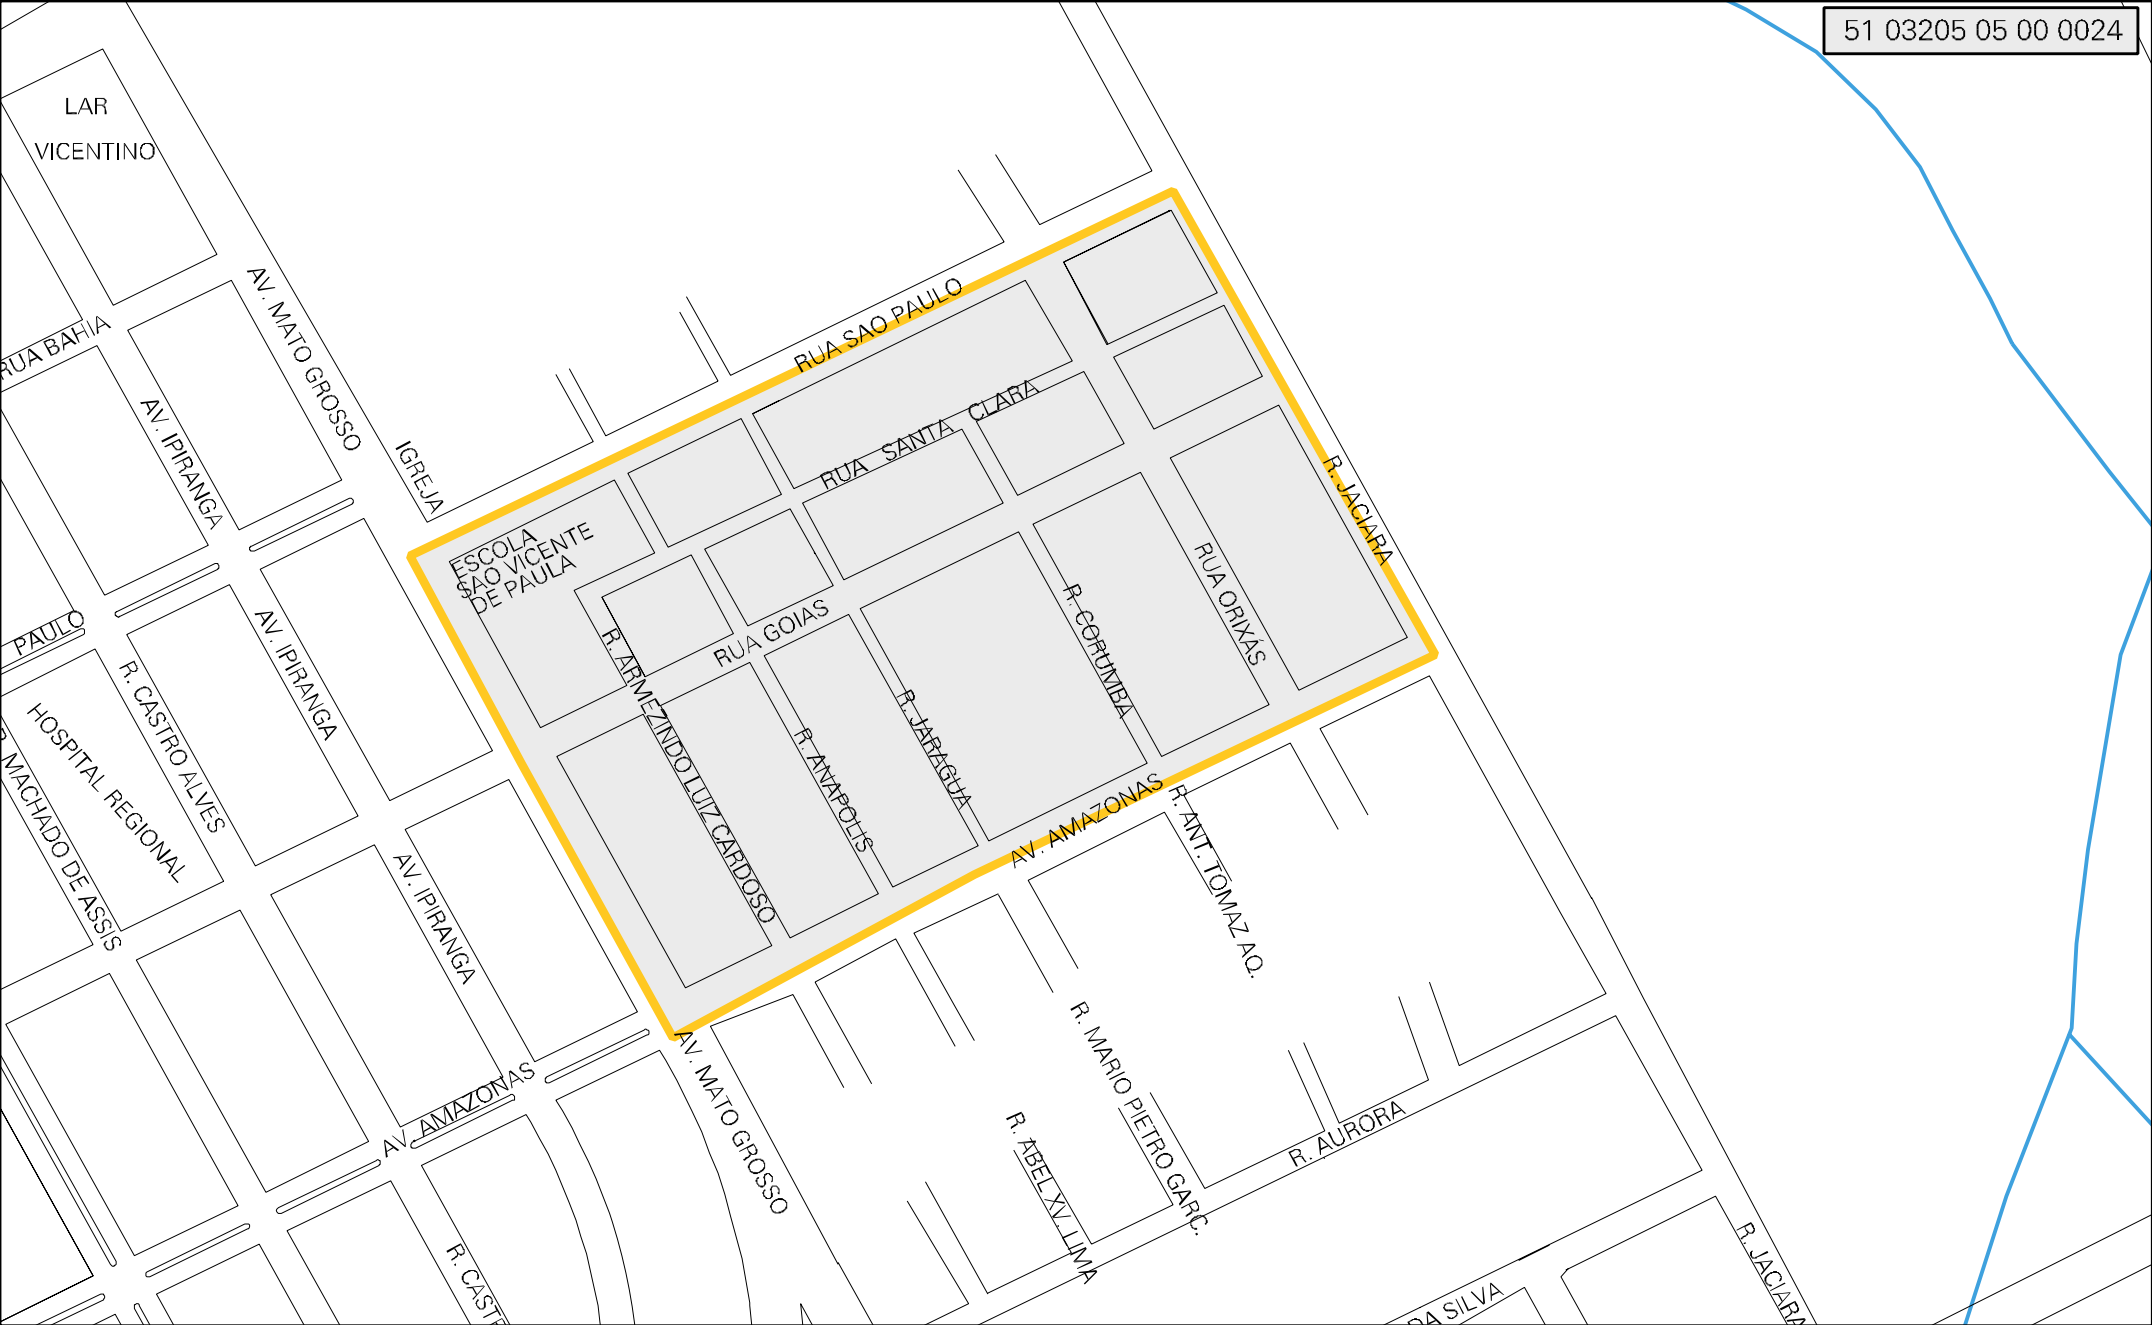 51 03205 05 00 0024
LAR
VICENTINO
RUA BAHIA
AV. MATO GROSSO
AV. IPIRANGA
IGREJA
RUA SAO PAULO
RUA SANTA CLARA
ESCOLA
SAO VICENTE
DE PAULA
R. JACIARA
RUA ORIXÁS
R. CORUMBA
RUA GOIAS
R. ARMEZINDO LUIZ CARDOSO
R. ANAPOLIS
R. JARAGUA
AV. AMAZONAS
PAULO
AV. IPIRANGA
R. CASTRO ALVES
HOSPITAL REGIONAL
R. MACHADO DE ASSIS
AV. IPIRANGA
R. ANT. TOMAZ AQ.
AV. AMAZONAS
AV. MATO GROSSO
R. MARIO PIETRO GARC.
R. ABEL XV. LIMA
R. AURORA
R. CASTR
R. JACIARA
DA SILVA